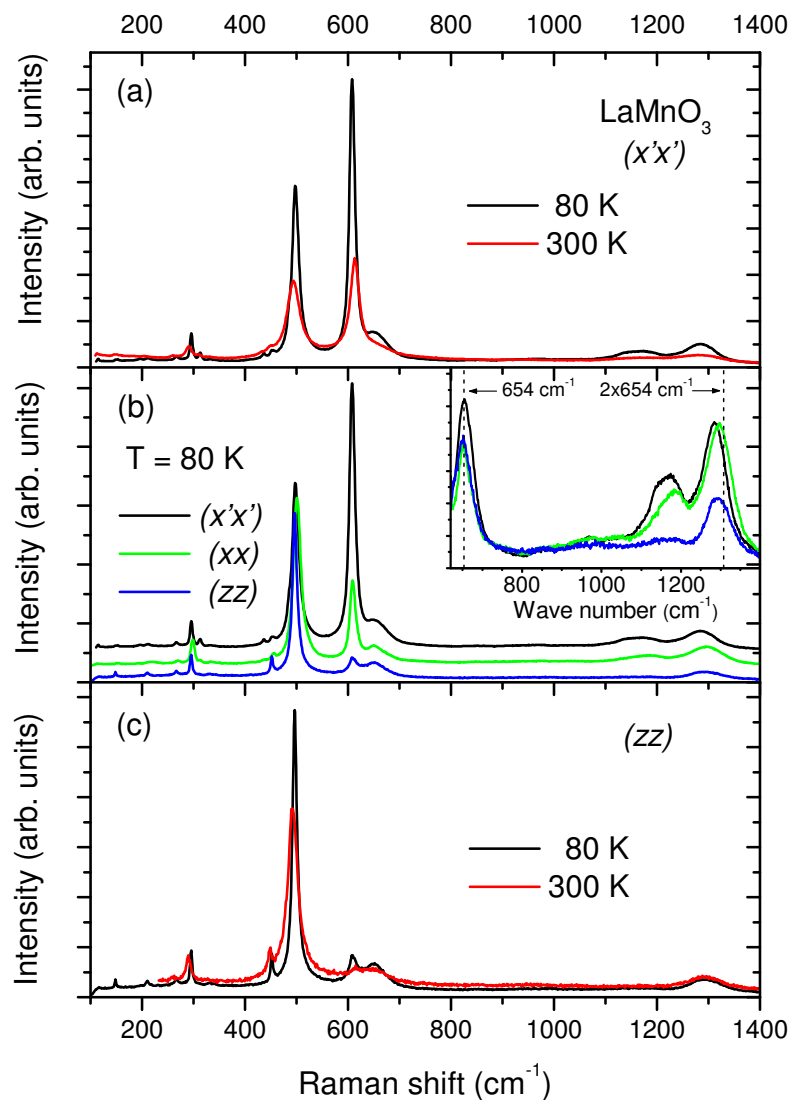 200 400 600 800 1000 1200 1400
(a)
LaMnO₃
(x'x')
80 K
300 K
Intensity (arb. units)
(b)
T = 80 K
(x'x')
(xx)
(zz)
654 cm⁻¹ 2x654 cm⁻¹
800 1000 1200
Wave number (cm⁻¹)
Intensity (arb. units)
(c)
(zz)
80 K
300 K
Intensity (arb. units)
200 400 600 800 1000 1200 1400
Raman shift (cm⁻¹)